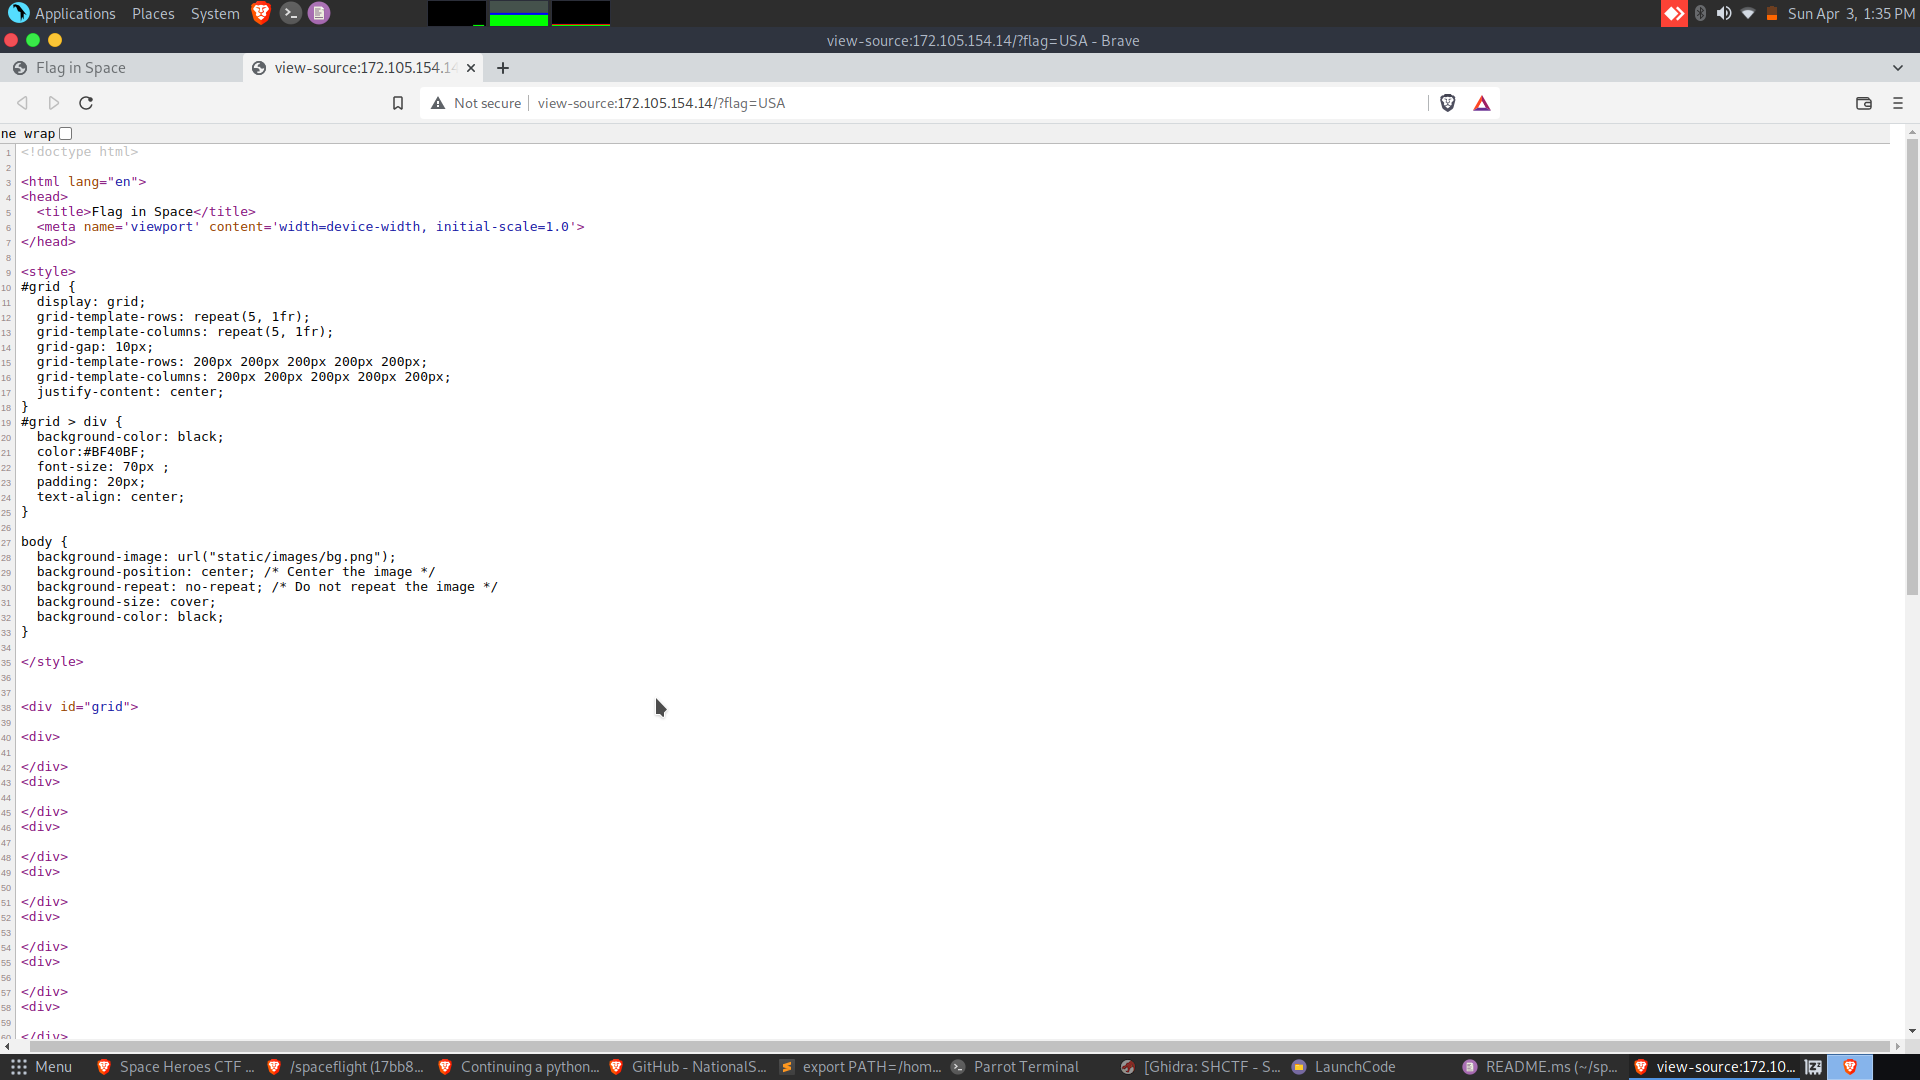 Applications Places System Sun Apr 3, 1:35 PM
view-source:172.105.154.14/?flag=USA - Brave
Flag in Space view-source:172.105.154.14
Not secure view-source:172.105.154.14/?flag=USA
ne wrap
1 <!doctype html>
2
3 <html lang="en">
4 <head>
5 <title>Flag in Space</title>
6 <meta name='viewport' content='width=device-width, initial-scale=1.0'>
7 </head>
8
9 <style>
10 #grid {
11 display: grid;
12 grid-template-rows: repeat(5, 1fr);
13 grid-template-columns: repeat(5, 1fr);
14 grid-gap: 10px;
15 grid-template-rows: 200px 200px 200px 200px 200px;
16 grid-template-columns: 200px 200px 200px 200px 200px;
17 justify-content: center;
18 }
19 #grid > div {
20 background-color: black;
21 color:#BF40BF;
22 font-size: 70px ;
23 padding: 20px;
24 text-align: center;
25 }
26
27 body {
28 background-image: url("static/images/bg.png");
29 background-position: center; /* Center the image */
30 background-repeat: no-repeat; /* Do not repeat the image */
31 background-size: cover;
32 background-color: black;
33 }
34
35 </style>
36
37
38 <div id="grid">
39
40 <div>
41
42 </div>
43 <div>
44
45 </div>
46 <div>
47
48 </div>
49 <div>
50
51 </div>
52 <div>
53
54 </div>
55 <div>
56
57 </div>
58 <div>
59
60 </div>
Menu Space Heroes CTF ... /spaceflight (17bb8... Continuing a python... GitHub - NationalS... export PATH=/hom... Parrot Terminal [Ghidra: SHCTF - S... LaunchCode README.ms (~/sp... view-source:172.10...